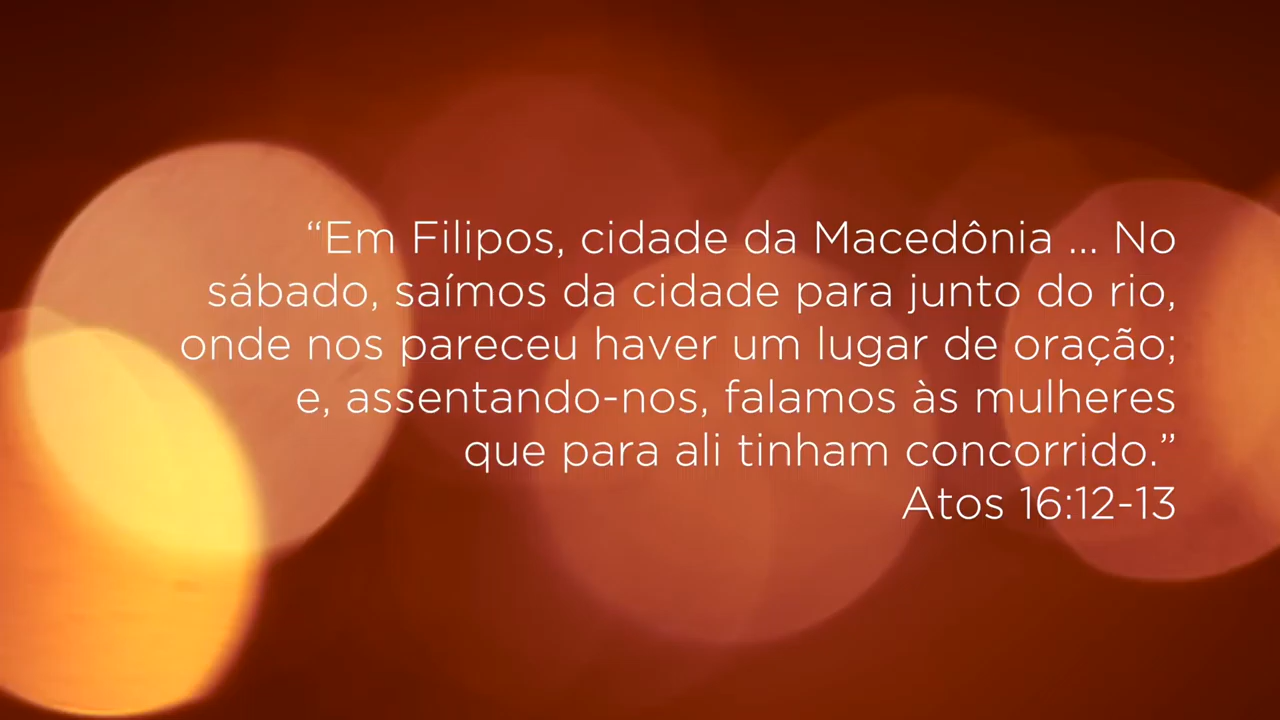 “Em Filipos, cidade da Macedônia ... No
sábado, saímos da cidade para junto do rio,
onde nos pareceu haver um lugar de oração;
e, assentando-nos, falamos às mulheres
que para ali tinham concorrido.”
Atos 16:12-13